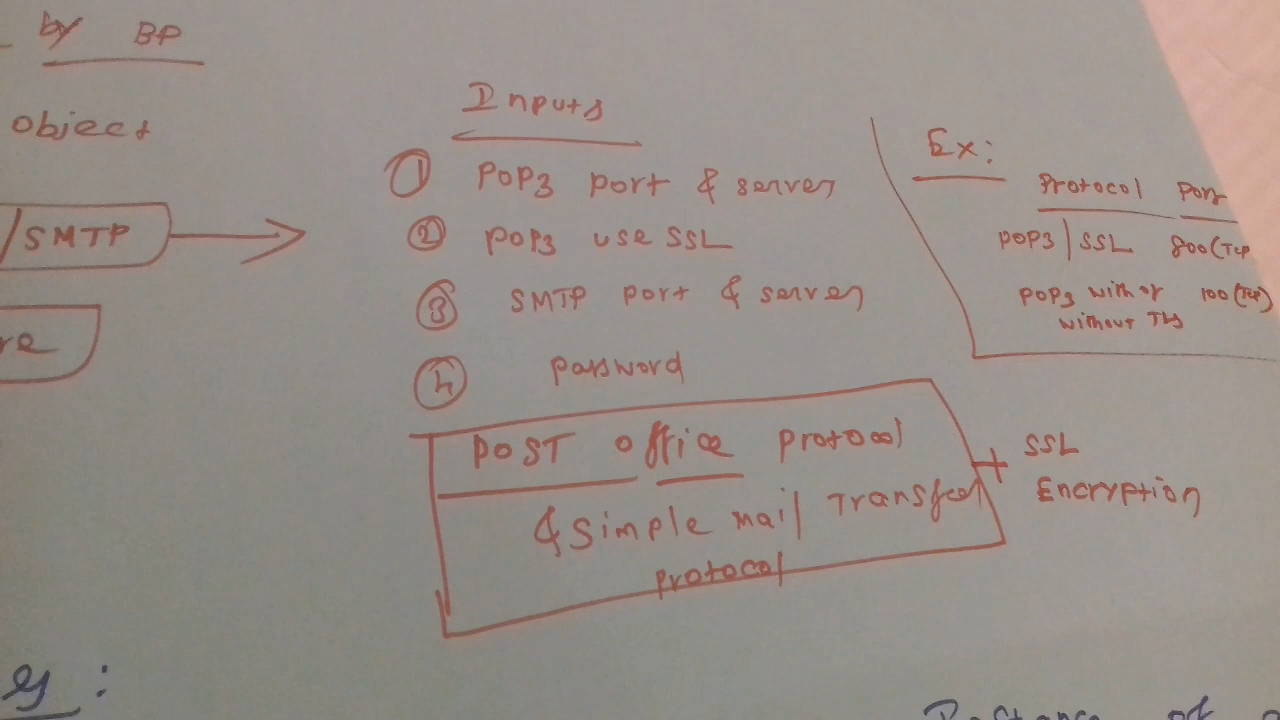 by BP
object
/SMTP
Inputs
① POP3 port & server
② POP3 use SSL
③ SMTP port & server
④ password
POST office protocol
& simple mail Transfer
protocol
+ SSL
Encryption
Ex:
Protocol Port
POP3 | SSL 800(TCP
POP3 with or 100(TCP)
without TLS
of